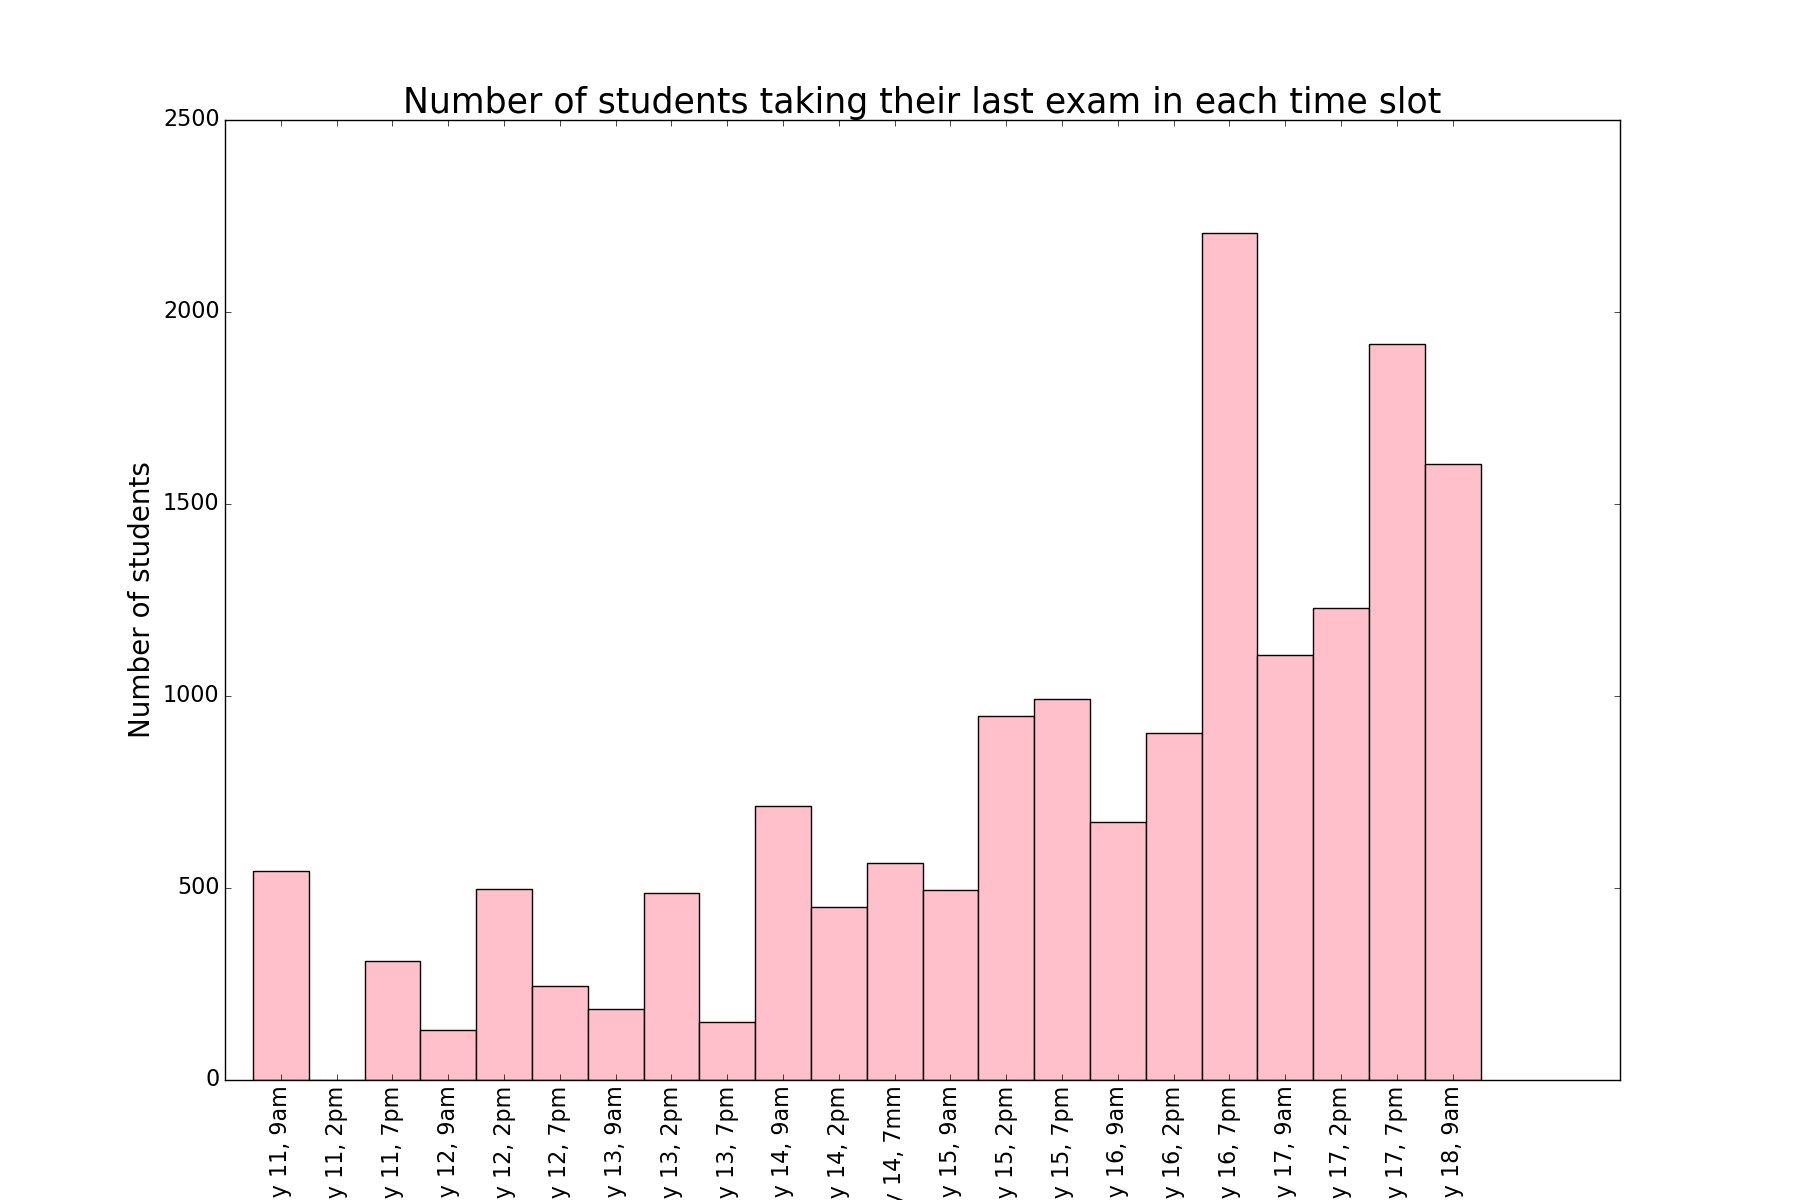 Number of students taking their last exam in each time slot
2500
2000
1500
1000
500
0
Number of students
y 11, 9am
y 11, 2pm
y 11, 7pm
y 12, 9am
y 12, 2pm
y 12, 7pm
y 13, 9am
y 13, 2pm
y 13, 7pm
y 14, 9am
y 14, 2pm
y 14, 7mm
y 15, 9am
y 15, 2pm
y 15, 7pm
y 16, 9am
y 16, 2pm
y 16, 7pm
y 17, 9am
y 17, 2pm
y 17, 7pm
y 18, 9am